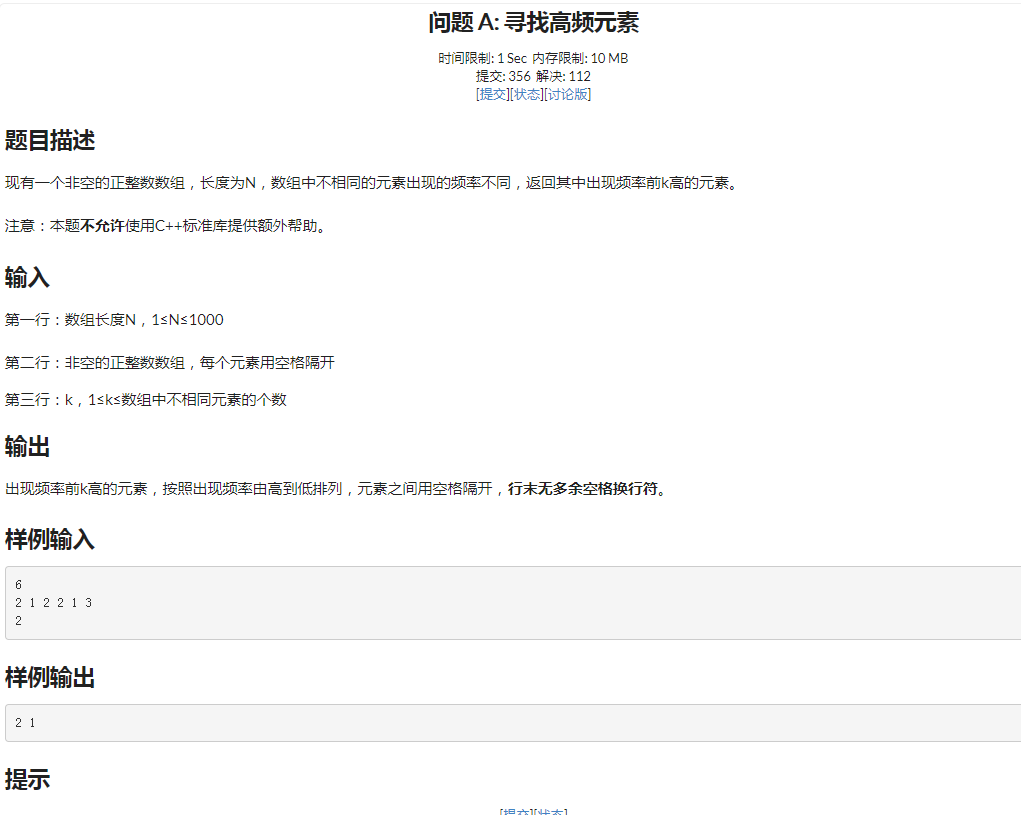 问题 A: 寻找高频元素
时间限制: 1 Sec 内存限制: 10 MB
提交: 356 解决: 112
[提交][状态][讨论版]
题目描述
现有一个非空的正整数数组，长度为N，数组中不相同的元素出现的频率不同，返回其中出现频率前k高的元素。
注意：本题不允许使用C++标准库提供额外帮助。
输入
第一行：数组长度N，1≤N≤1000
第二行：非空的正整数数组，每个元素用空格隔开
第三行：k，1≤k≤数组中不相同元素的个数
输出
出现频率前k高的元素，按照出现频率由高到低排列，元素之间用空格隔开，行末无多余空格换行符。
样例输入
6
2 1 2 2 1 3
2
样例输出
2 1
提示
[提交][状态]